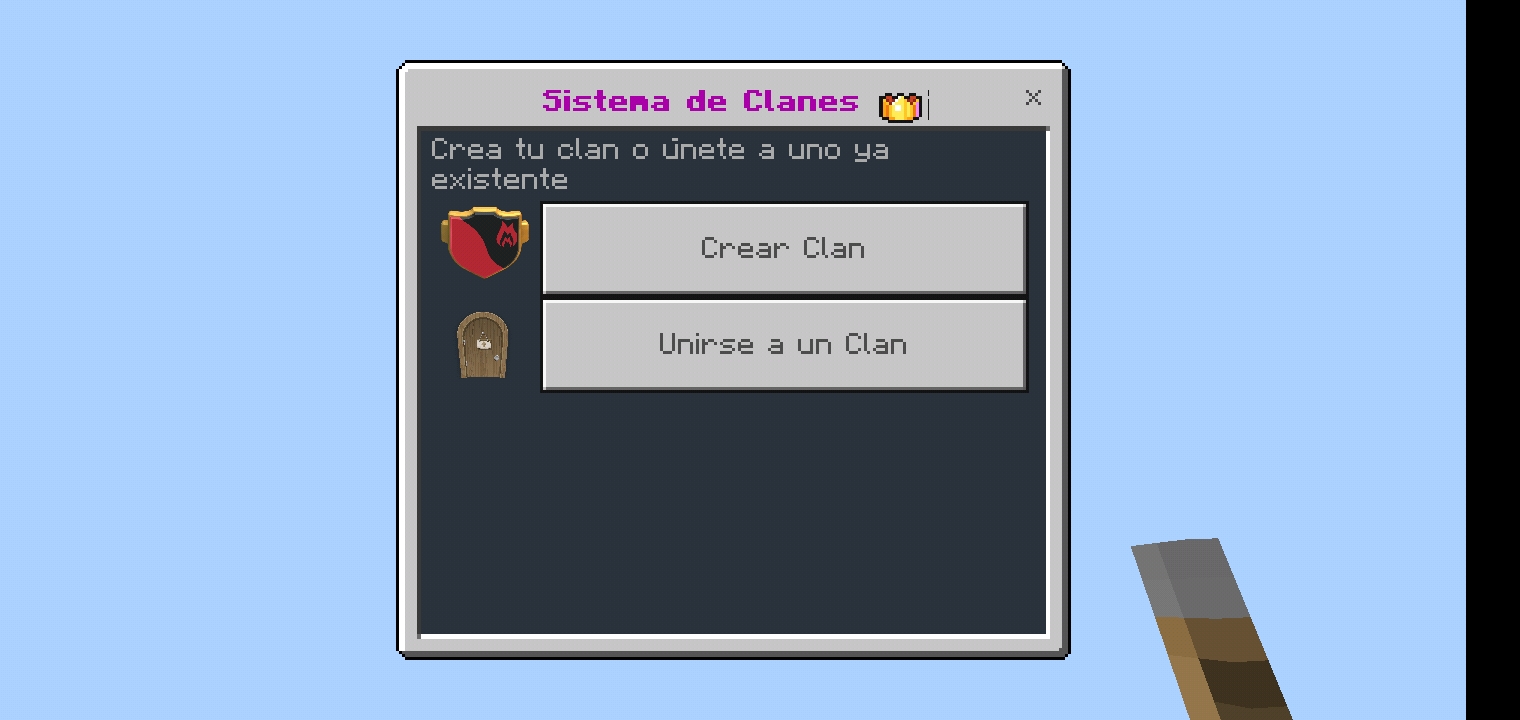 Sistema de Clanes
Crea tu clan o únete a uno ya
existente
Crear Clan
Unirse a un Clan